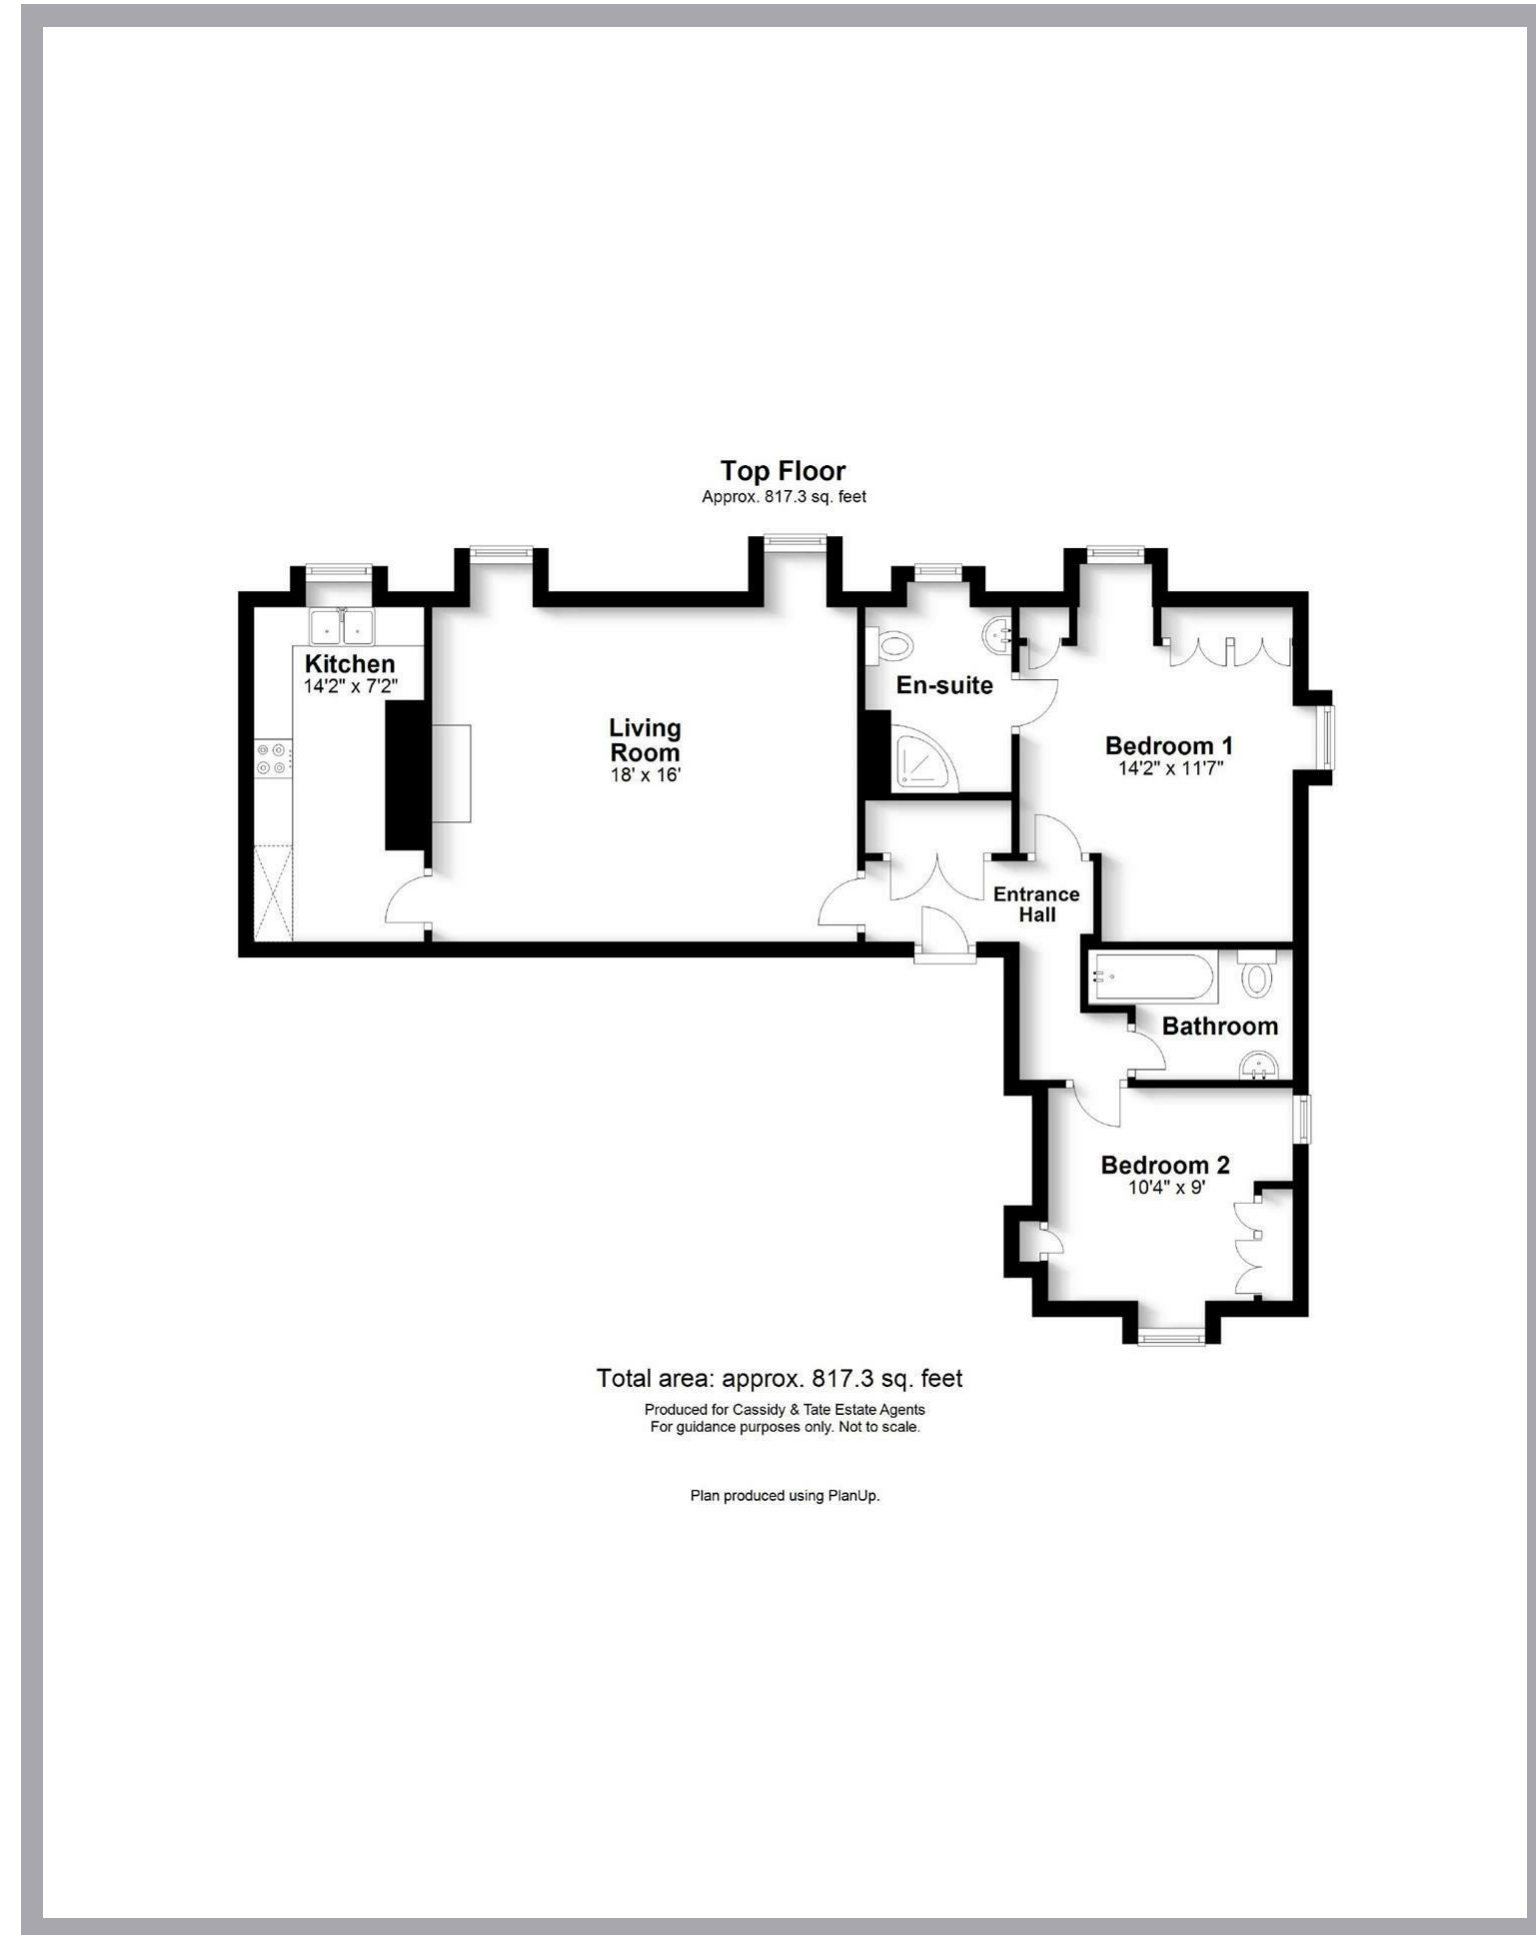 Top Floor
Approx. 817.3 sq. feet
Kitchen
14'2" x 7'2"
Living
Room
18' x 16'
En-suite
Bedroom 1
14'2" x 11'7"
Entrance
Hall
Bathroom
Bedroom 2
10'4" x 9'
Total area: approx. 817.3 sq. feet
Produced for Cassidy & Tate Estate Agents
For guidance purposes only. Not to scale.
Plan produced using PlanUp.